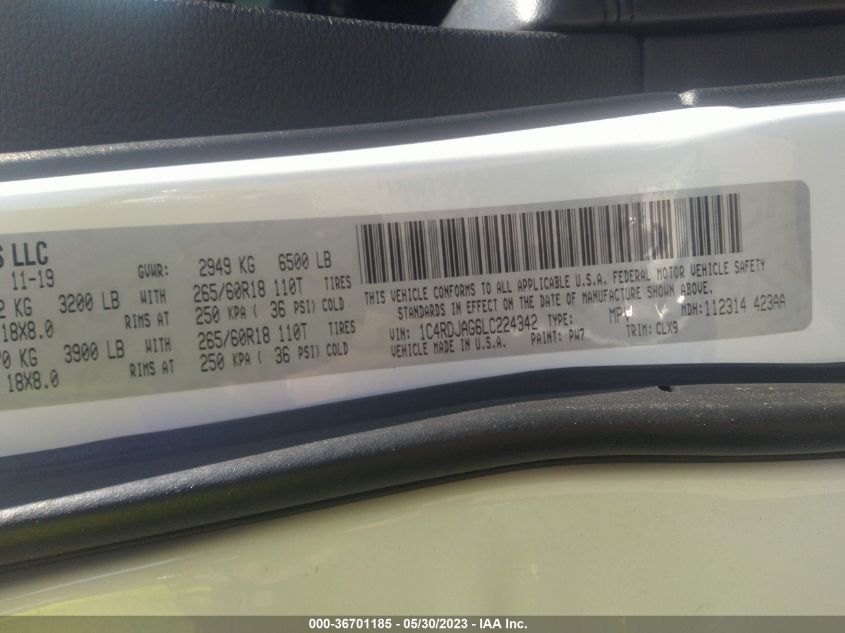 S LLC
11-19
GVWR: 2949 KG 6500 LB
KG 3200 LB WITH 265/60R18 110T TIRES
18X8.0 RIMS AT 250 KPA ( 36 PSI) COLD
0 KG 3900 LB WITH 265/60R18 110T TIRES
18X8.0 RIMS AT 250 KPA ( 36 PSI) COLD
THIS VEHICLE CONFORMS TO ALL APPLICABLE U.S.A. FEDERAL MOTOR VEHICLE SAFETY
STANDARDS IN EFFECT ON THE DATE OF MANUFACTURE SHOWN ABOVE.
VIN: 1C4RDJAG6LC224342 TYPE: MPV MDH: 112314 423AA
VEHICLE MADE IN U.S.A. PAINT: PW7 TRIM: CLX9
000-36701185 - 05/30/2023 - IAA Inc.